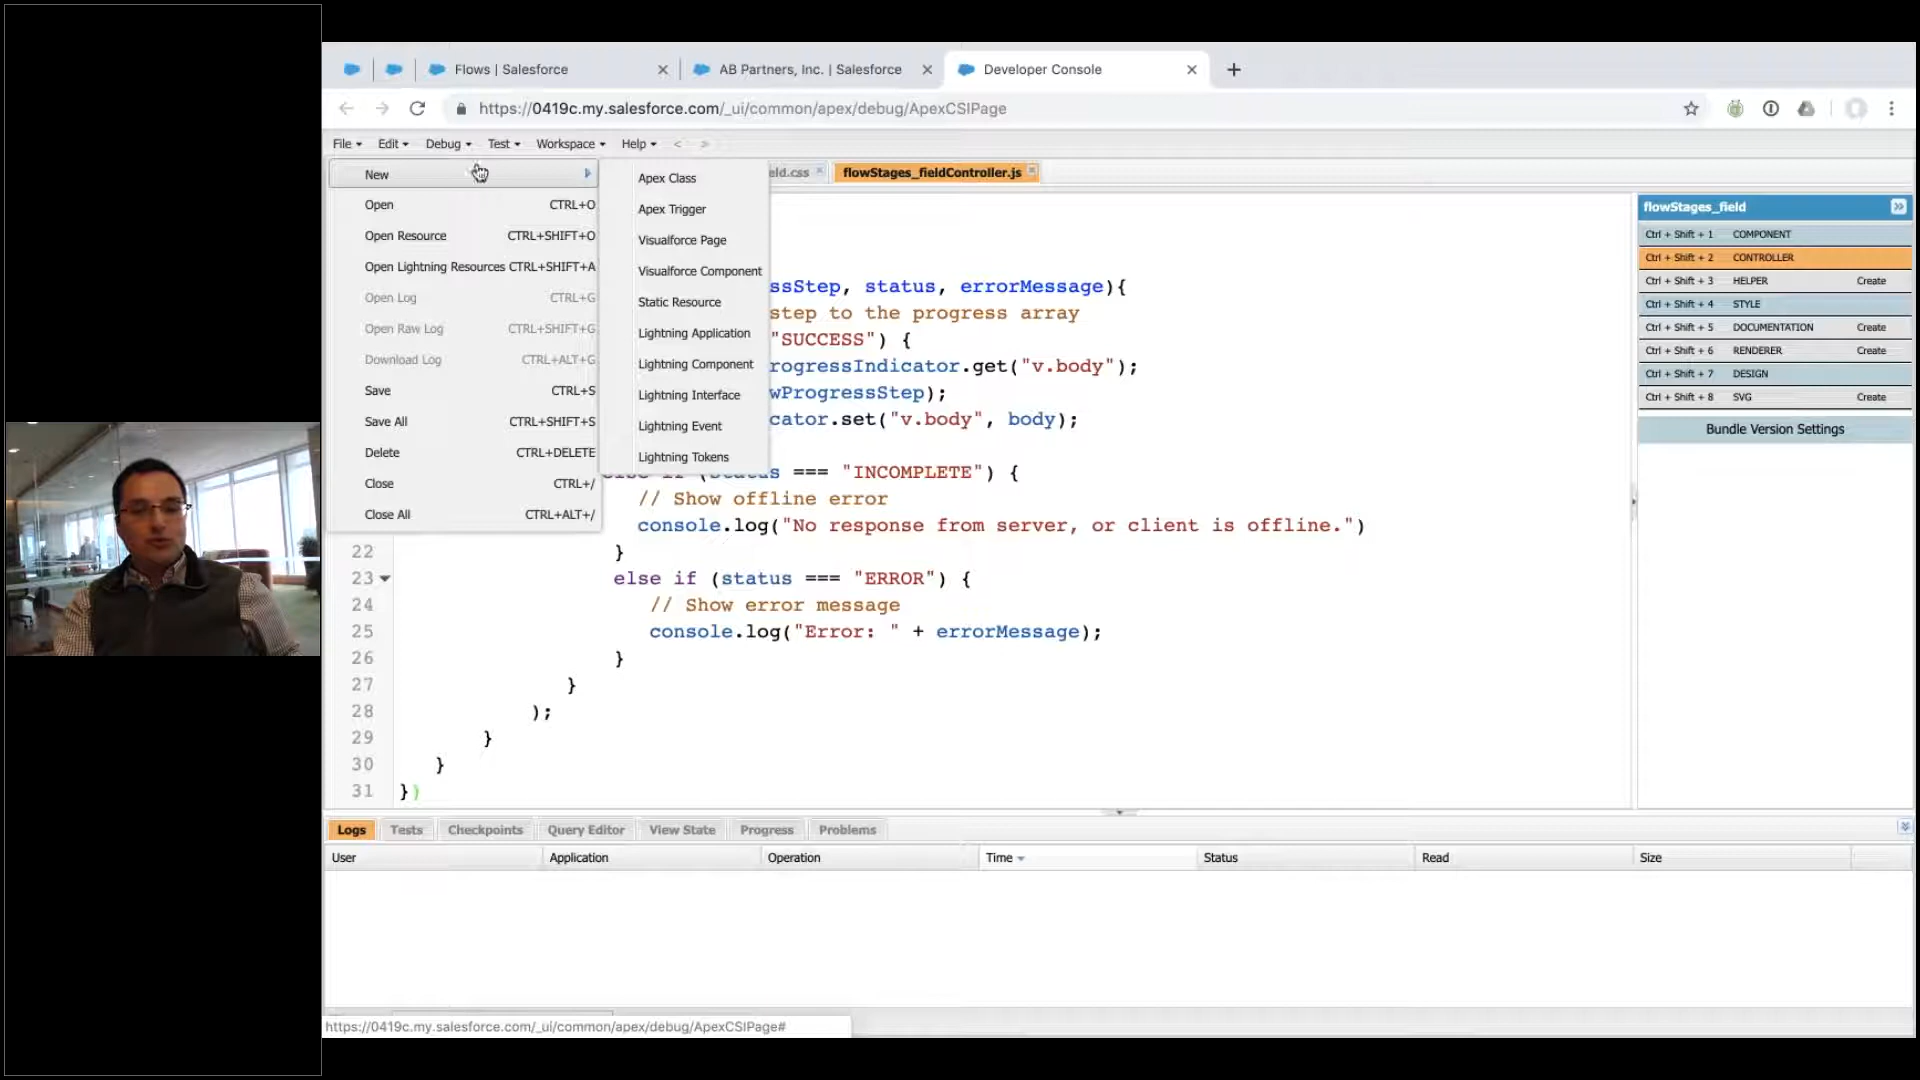 Flows | Salesforce
AB Partners, Inc. | Salesforce
Developer Console
https://0419c.my.salesforce.com/_ui/common/apex/debug/ApexCSIPage
File Edit Debug Test Workspace Help < >
New
Open CTRL+O
Open Resource CTRL+SHIFT+O
Open Lightning Resources CTRL+SHIFT+A
Open Log CTRL+G
Open Raw Log CTRL+SHIFT+G
Download Log CTRL+ALT+G
Save CTRL+S
Save All CTRL+SHIFT+S
Delete CTRL+DELETE
Close CTRL+/
Close All CTRL+ALT+/
Apex Class
Apex Trigger
Visualforce Page
Visualforce Component
Static Resource
Lightning Application
Lightning Component
Lightning Interface
Lightning Event
Lightning Tokens
eld.css
flowStages_fieldController.js
ssStep, status, errorMessage){
step to the progress array
"SUCCESS") {
rogressIndicator.get("v.body");
wProgressStep);
cator.set("v.body", body);
else if (status === "INCOMPLETE") {
// Show offline error
console.log("No response from server, or client is offline.")
22 }
23 else if (status === "ERROR") {
24 // Show error message
25 console.log("Error: " + errorMessage);
26 }
27 }
28 );
29 }
30 }
31 })
flowStages_field
Ctrl + Shift + 1 COMPONENT
Ctrl + Shift + 2 CONTROLLER
Ctrl + Shift + 3 HELPER Create
Ctrl + Shift + 4 STYLE
Ctrl + Shift + 5 DOCUMENTATION Create
Ctrl + Shift + 6 RENDERER Create
Ctrl + Shift + 7 DESIGN
Ctrl + Shift + 8 SVG Create
Bundle Version Settings
Logs Tests Checkpoints Query Editor View State Progress Problems
User Application Operation Time Status Read Size
https://0419c.my.salesforce.com/_ui/common/apex/debug/ApexCSIPage#